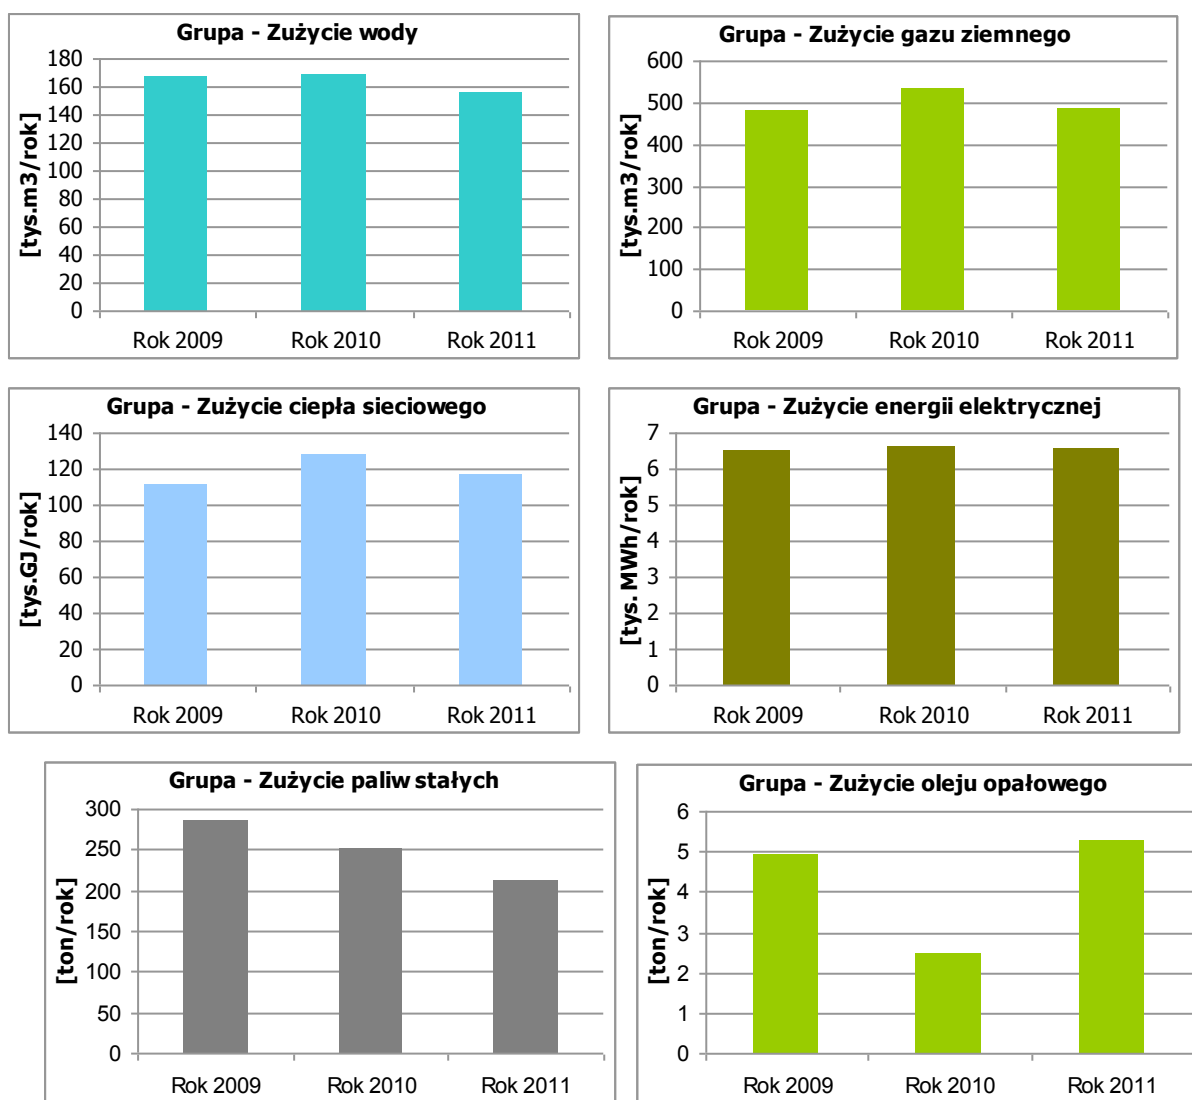 Grupa - Zużycie wody
[tys.m3/rok]
180
160
140
120
100
80
60
40
20
0
Rok 2009 Rok 2010 Rok 2011
Grupa - Zużycie gazu ziemnego
[tys.m3/rok]
600
500
400
300
200
100
0
Rok 2009 Rok 2010 Rok 2011
Grupa - Zużycie ciepła sieciowego
[tys.GJ/rok]
140
120
100
80
60
40
20
0
Rok 2009 Rok 2010 Rok 2011
Grupa - Zużycie energii elektrycznej
[tys. MWh/rok]
7
6
5
4
3
2
1
0
Rok 2009 Rok 2010 Rok 2011
Grupa - Zużycie paliw stałych
[ton/rok]
300
250
200
150
100
50
0
Rok 2009 Rok 2010 Rok 2011
Grupa - Zużycie oleju opałowego
[ton/rok]
6
5
4
3
2
1
0
Rok 2009 Rok 2010 Rok 2011